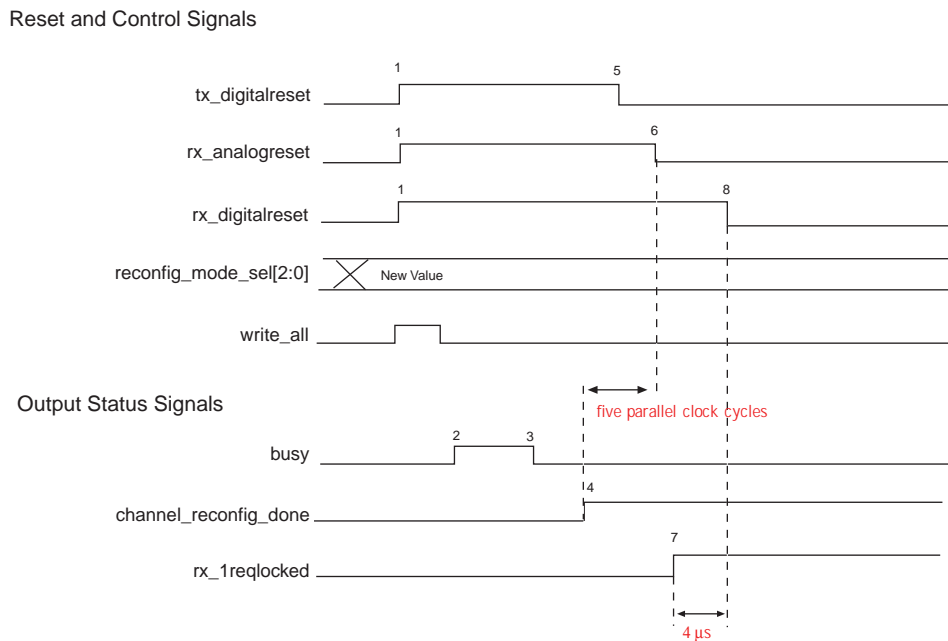 Reset and Control Signals
1 5
tx_digitalreset
1 6
rx_analogreset
1 8
rx_digitalreset
reconfig_mode_sel[2:0] New Value
write_all
five parallel clock cycles
Output Status Signals
2 3
busy
4
channel_reconfig_done
7
rx_1reqlocked
4 µs